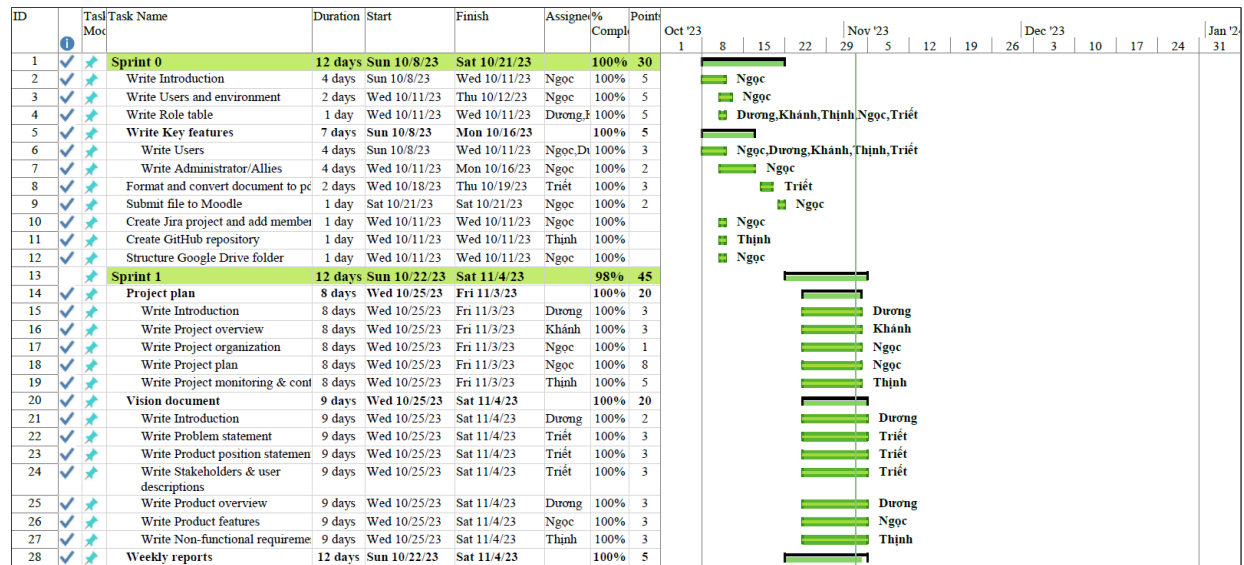 ID Task Mod Task Name Duration Start Finish Assignee % Compl Points Oct '23 Nov '23 Dec '23 Jan '24
1 8 15 22 29 5 12 19 26 3 10 17 24 31
1 Sprint 0 12 days Sun 10/8/23 Sat 10/21/23 100% 30
2 Write Introduction 4 days Sun 10/8/23 Wed 10/11/23 Ngọc 100% 5 Ngọc
3 Write Users and environment 2 days Wed 10/11/23 Thu 10/12/23 Ngọc 100% 5 Ngọc
4 Write Role table 1 day Wed 10/11/23 Wed 10/11/23 Dương,K 100% 5 Dương,Khánh,Thịnh,Ngọc,Triết
5 Write Key features 7 days Sun 10/8/23 Mon 10/16/23 100% 5
6 Write Users 4 days Sun 10/8/23 Wed 10/11/23 Ngọc,Dư 100% 3 Ngọc,Dương,Khánh,Thịnh,Triết
7 Write Administrator/Allies 4 days Wed 10/11/23 Mon 10/16/23 Ngọc 100% 2 Ngọc
8 Format and convert document to pd 2 days Wed 10/18/23 Thu 10/19/23 Triết 100% 3 Triết
9 Submit file to Moodle 1 day Sat 10/21/23 Sat 10/21/23 Ngọc 100% 2 Ngọc
10 Create Jira project and add member 1 day Wed 10/11/23 Wed 10/11/23 Ngọc 100% Ngọc
11 Create GitHub repository 1 day Wed 10/11/23 Wed 10/11/23 Thịnh 100% Thịnh
12 Structure Google Drive folder 1 day Wed 10/11/23 Wed 10/11/23 Ngọc 100% Ngọc
13 Sprint 1 12 days Sun 10/22/23 Sat 11/4/23 98% 45
14 Project plan 8 days Wed 10/25/23 Fri 11/3/23 100% 20
15 Write Introduction 8 days Wed 10/25/23 Fri 11/3/23 Dương 100% 3 Dương
16 Write Project overview 8 days Wed 10/25/23 Fri 11/3/23 Khánh 100% 3 Khánh
17 Write Project organization 8 days Wed 10/25/23 Fri 11/3/23 Ngọc 100% 1 Ngọc
18 Write Project plan 8 days Wed 10/25/23 Fri 11/3/23 Ngọc 100% 8 Ngọc
19 Write Project monitoring & cont 8 days Wed 10/25/23 Fri 11/3/23 Thịnh 100% 5 Thịnh
20 Vision document 9 days Wed 10/25/23 Sat 11/4/23 100% 20
21 Write Introduction 9 days Wed 10/25/23 Sat 11/4/23 Dương 100% 2 Dương
22 Write Problem statement 9 days Wed 10/25/23 Sat 11/4/23 Triết 100% 3 Triết
23 Write Product position statemen 9 days Wed 10/25/23 Sat 11/4/23 Triết 100% 3 Triết
24 Write Stakeholders & user 9 days Wed 10/25/23 Sat 11/4/23 Triết 100% 3 Triết
descriptions
25 Write Product overview 9 days Wed 10/25/23 Sat 11/4/23 Dương 100% 3 Dương
26 Write Product features 9 days Wed 10/25/23 Sat 11/4/23 Ngọc 100% 3 Ngọc
27 Write Non-functional requireme 9 days Wed 10/25/23 Sat 11/4/23 Thịnh 100% 3 Thịnh
28 Weekly reports 12 days Sun 10/22/23 Sat 11/4/23 100% 5